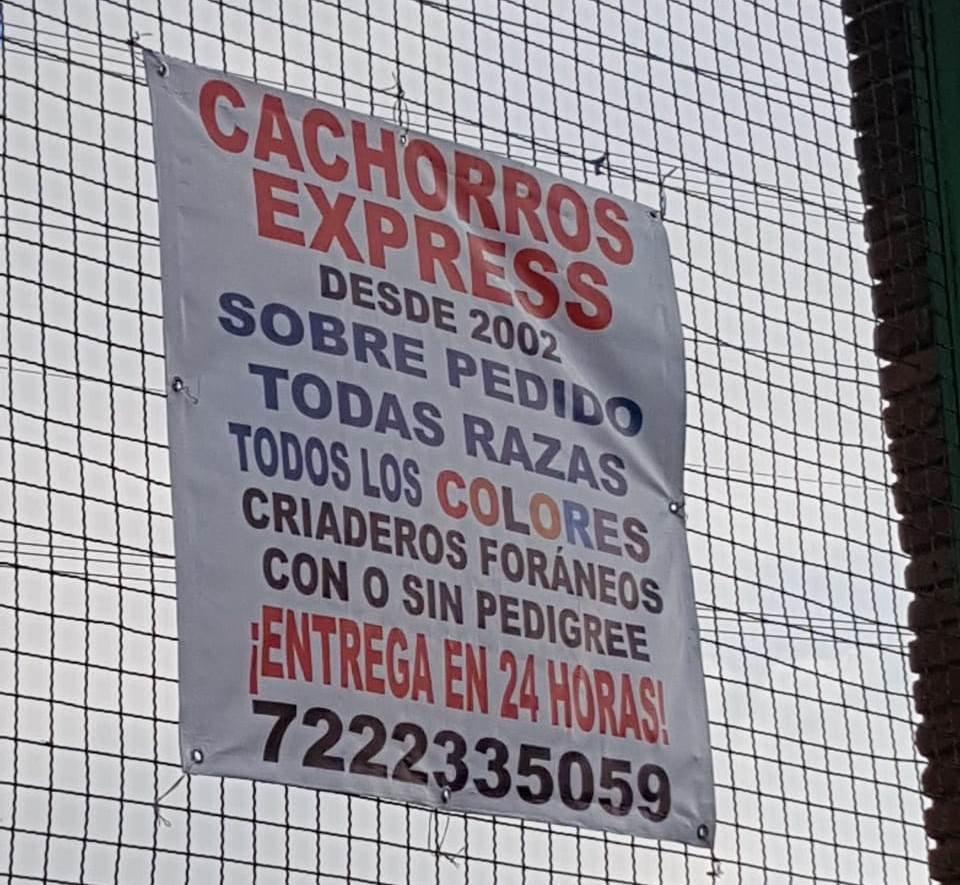 CACHORROS
EXPRESS
DESDE 2002
SOBRE PEDIDO
TODAS RAZAS
TODOS LOS COLORES
CRIADEROS FORÁNEOS
CON O SIN PEDIGREE
¡ENTREGA EN 24 HORAS!
7222335059